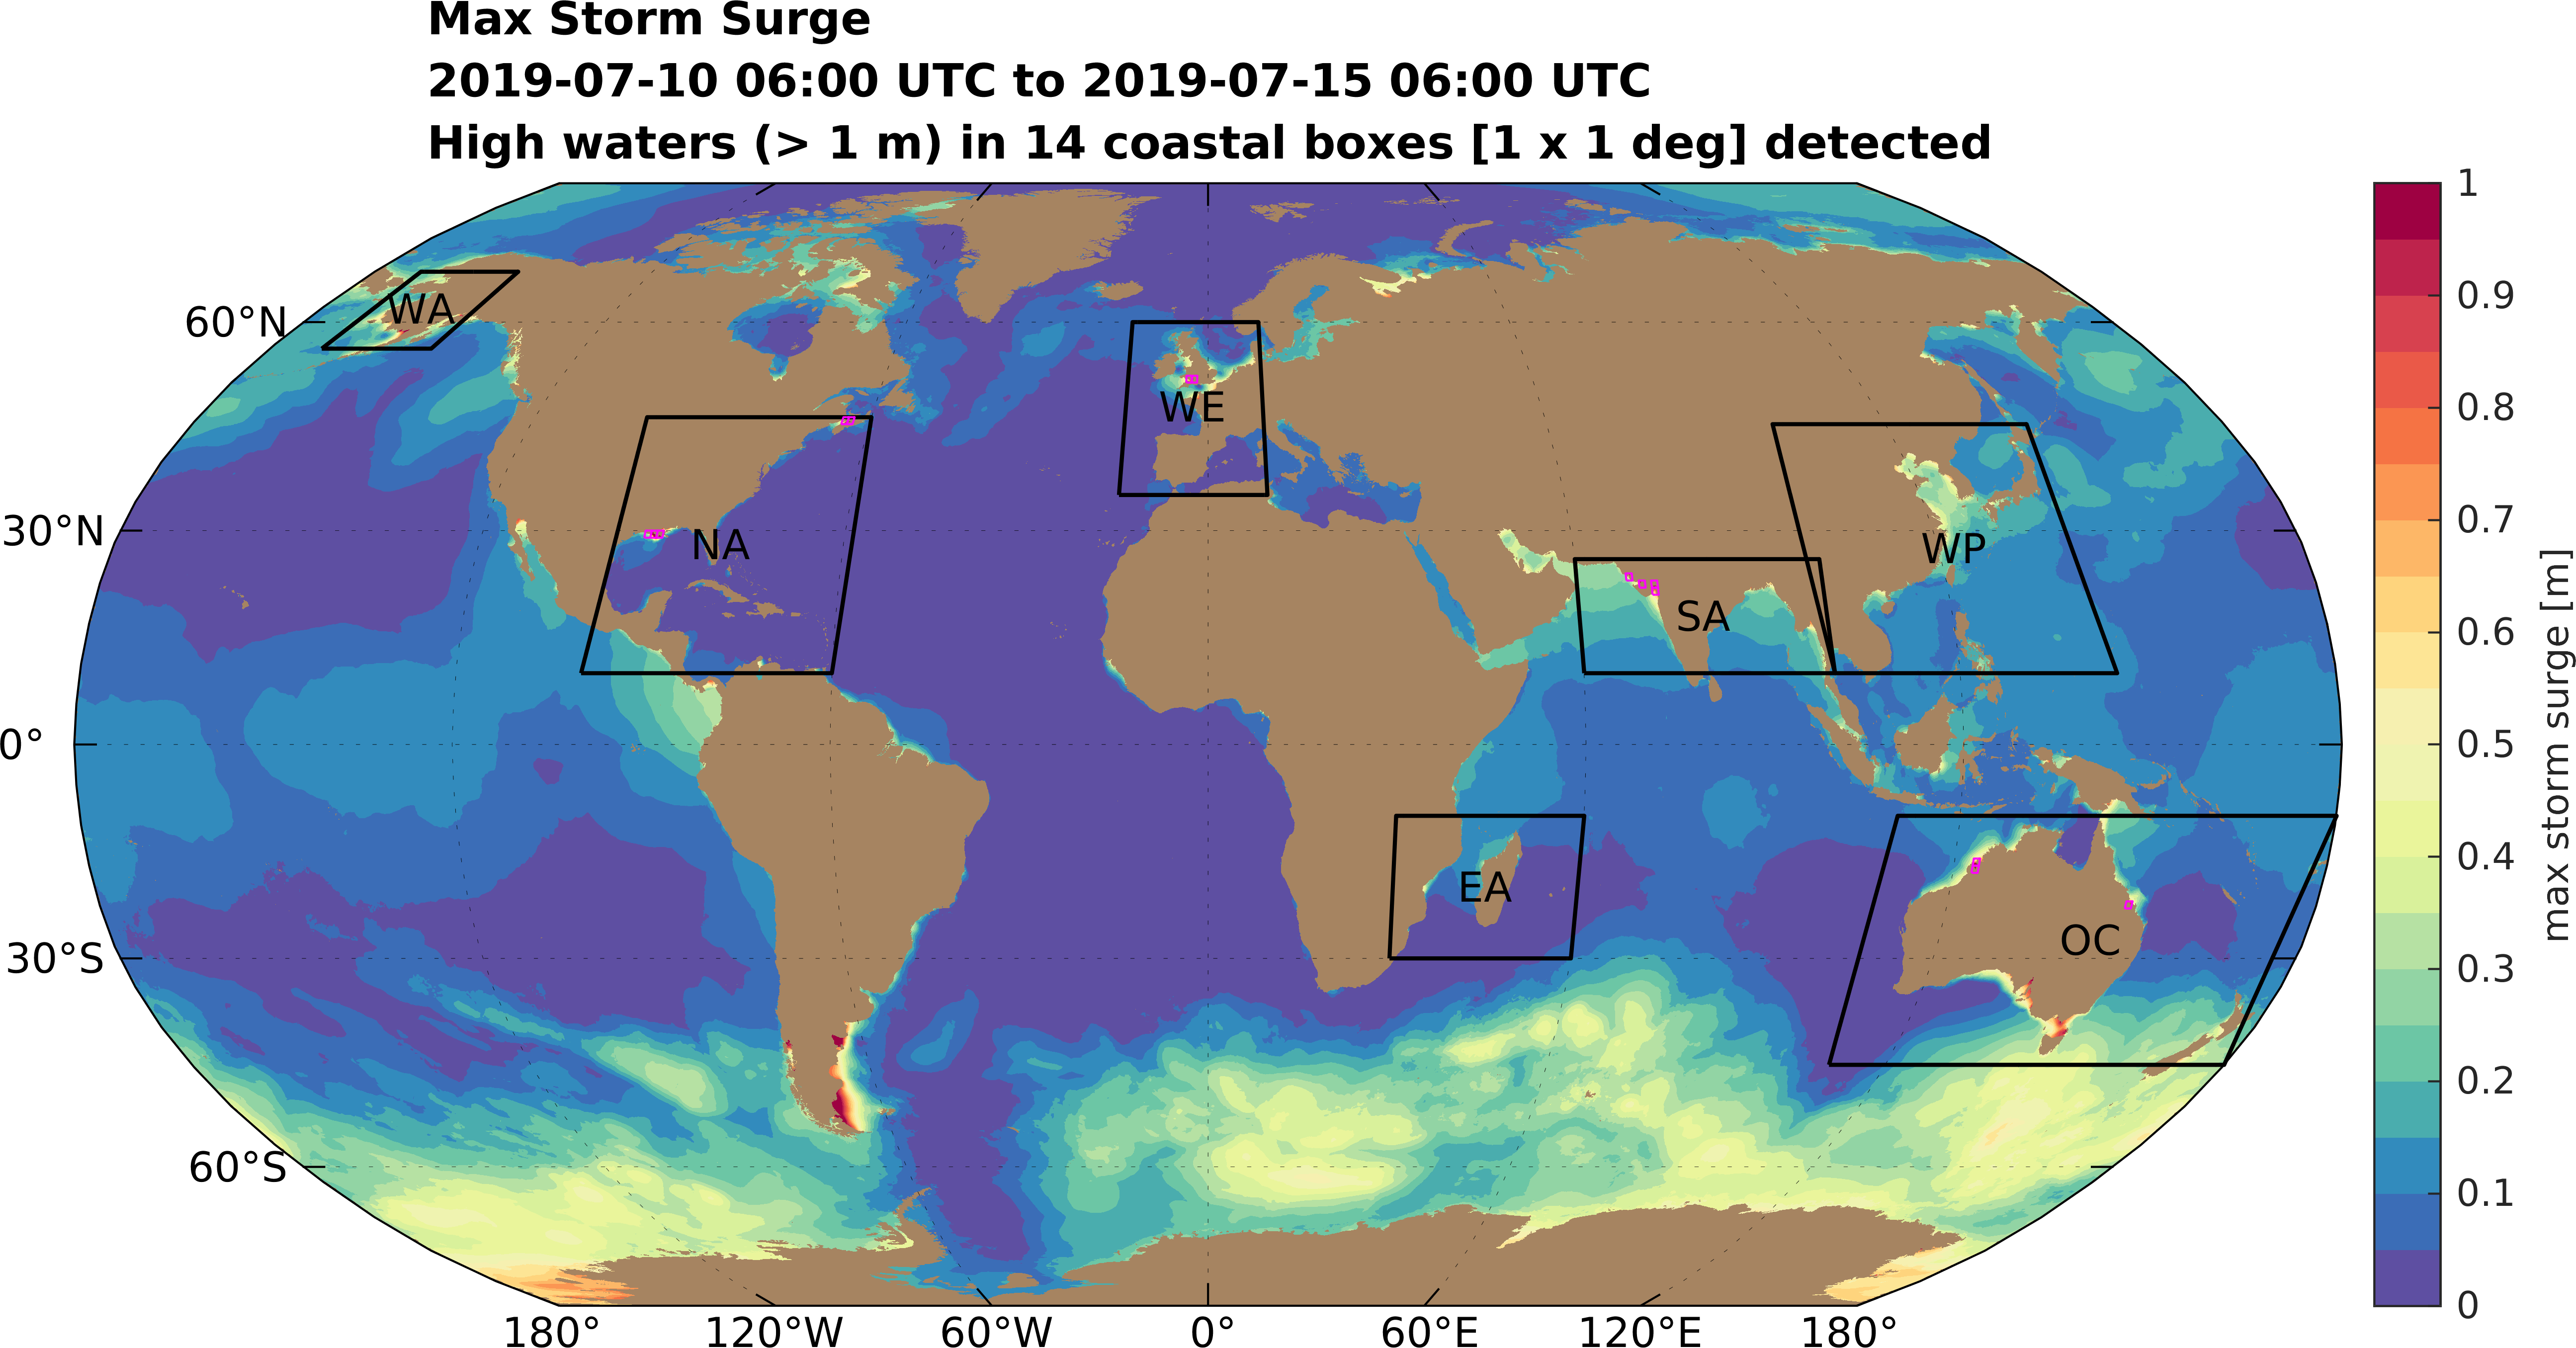 Max Storm Surge
2019-07-10 06:00 UTC to 2019-07-15 06:00 UTC
High waters (> 1 m) in 14 coastal boxes [1 x 1 deg] detected
60°N
30°N
0°
30°S
60°S
180°
120°W
60°W
0°
60°E
120°E
180°
WA
NA
WE
SA
WP
EA
OC
1
0.9
0.8
0.7
0.6
0.5
0.4
0.3
0.2
0.1
0
max storm surge [m]